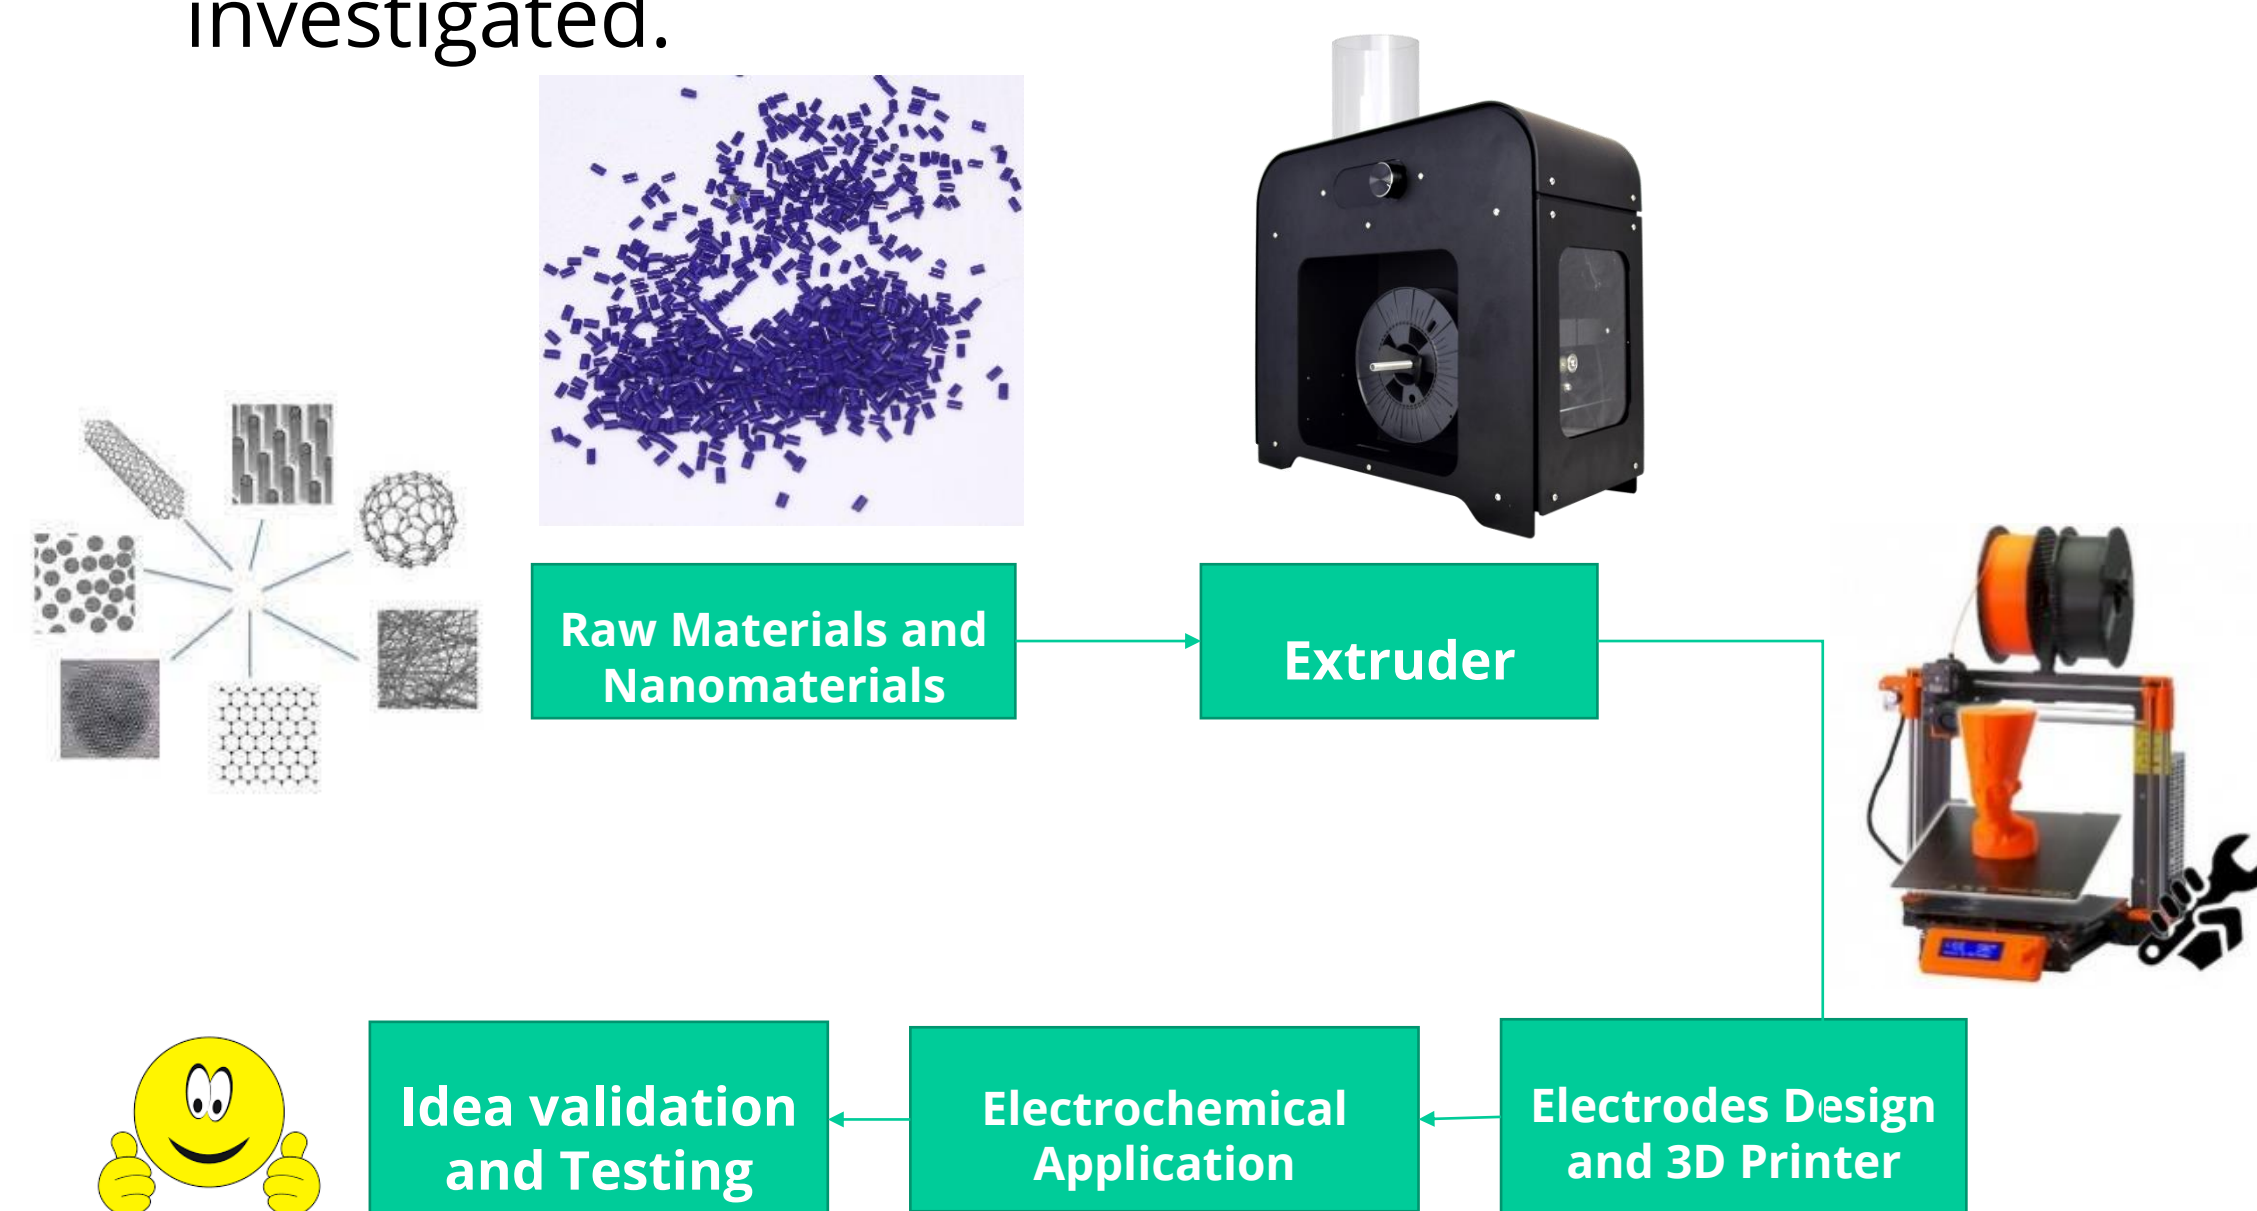 investigated.
Raw Materials and
Nanomaterials
Extruder
Electrodes Design
and 3D Printer
Electrochemical
Application
Idea validation
and Testing